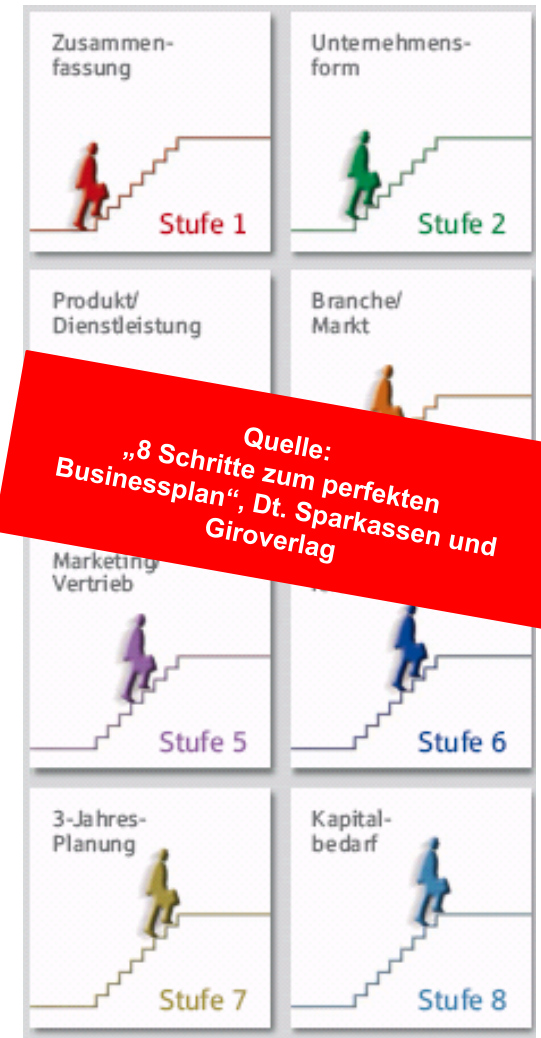 Zusammen-
fassung
Stufe 1
Unternehmens-
form
Stufe 2
Produkt/
Dienstleistung
Branche/
Markt
Quelle:
„8 Schritte zum perfekten
Businessplan“, Dt. Sparkassen und
Giroverlag
Marketing/
Vertrieb
Stufe 5
Stufe 6
3-Jahres-
Planung
Stufe 7
Kapital-
bedarf
Stufe 8